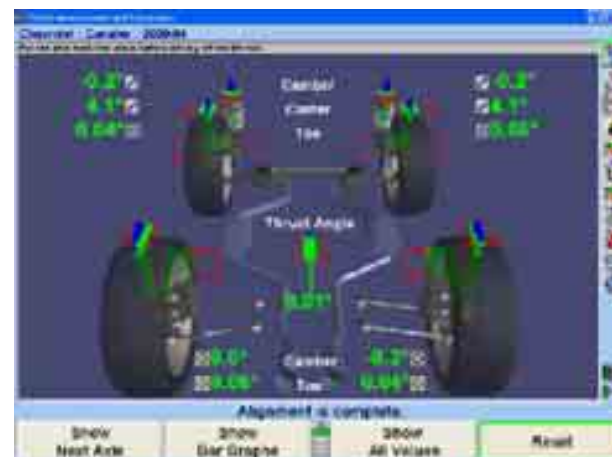 Chevrolet Camaro 2000-04
-0.2° Camber -0.2°
4.1° Caster 4.1°
0.04° Toe 0.05°
Thrust Angle
0.01°
0.0° Camber -0.2°
0.06° Toe 0.04°
Alignment is complete.
Show Next Axle
Show Bar Graphs
Show All Values
Reset